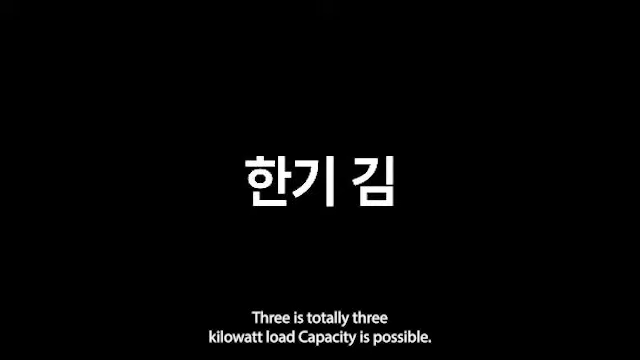 한기 김
Three is totally three
kilowatt load Capacity is possible.